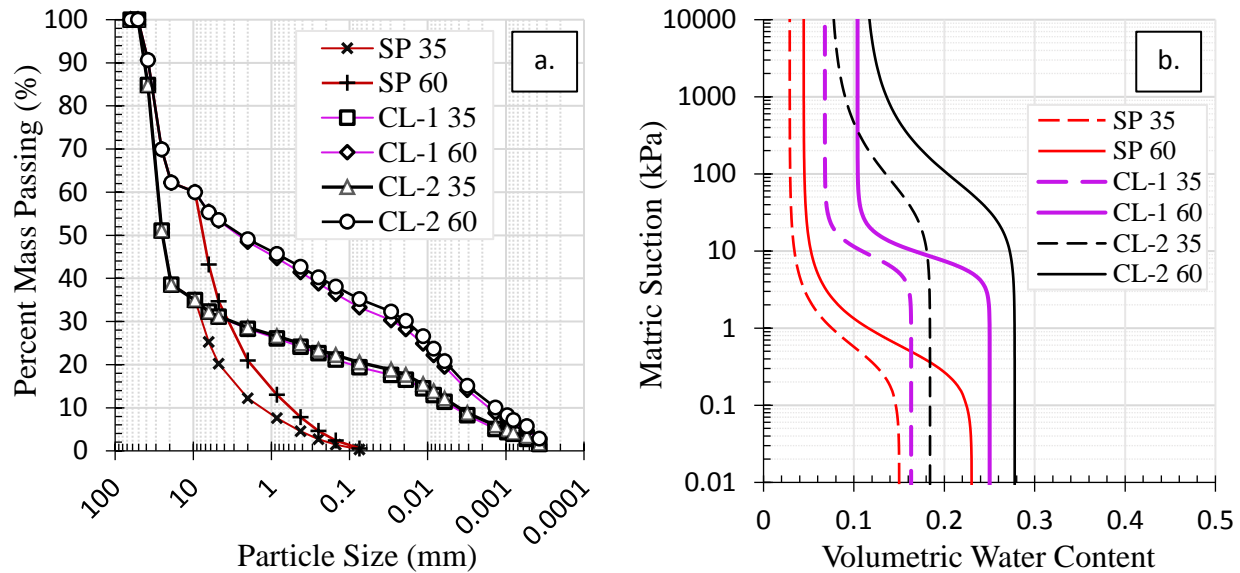 a.
Percent Mass Passing (%)
100
90
80
70
60
50
40
30
20
10
0
SP 35
SP 60
CL-1 35
CL-1 60
CL-2 35
CL-2 60
100
10
1
0.1
0.01
0.001
0.0001
Particle Size (mm)
b.
Matric Suction (kPa)
10000
1000
100
10
1
0.1
0.01
SP 35
SP 60
CL-1 35
CL-1 60
CL-2 35
CL-2 60
0
0.1
0.2
0.3
0.4
0.5
Volumetric Water Content